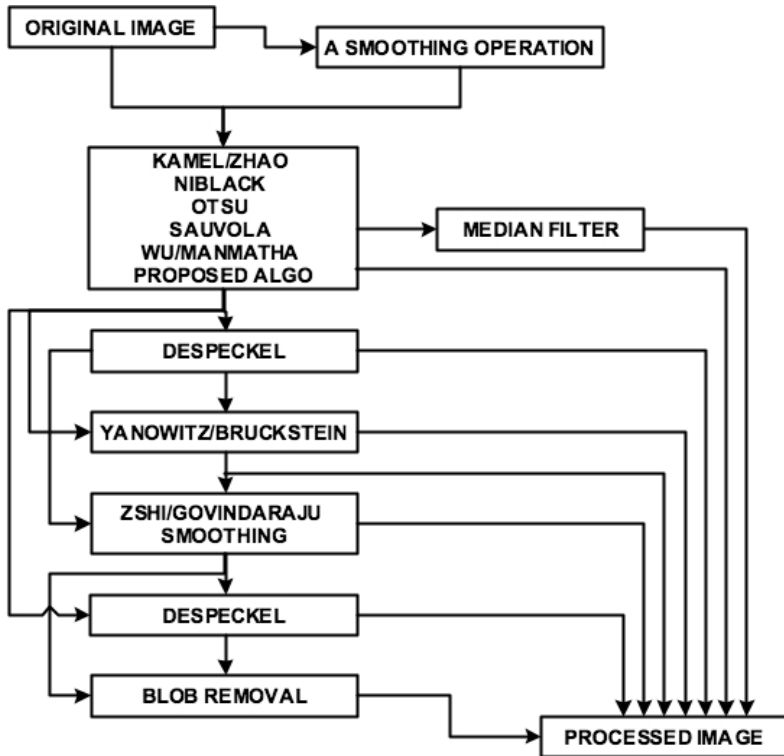 ORIGINAL IMAGE
A SMOOTHING OPERATION
KAMEL/ZHAO
NIBLACK
OTSU
SAUVOLA
WU/MANMATHA
PROPOSED ALGO
MEDIAN FILTER
DESPECKEL
YANOWITZ/BRUCKSTEIN
ZSHI/GOVINDARAJU
SMOOTHING
DESPECKEL
BLOB REMOVAL
PROCESSED IMAGE